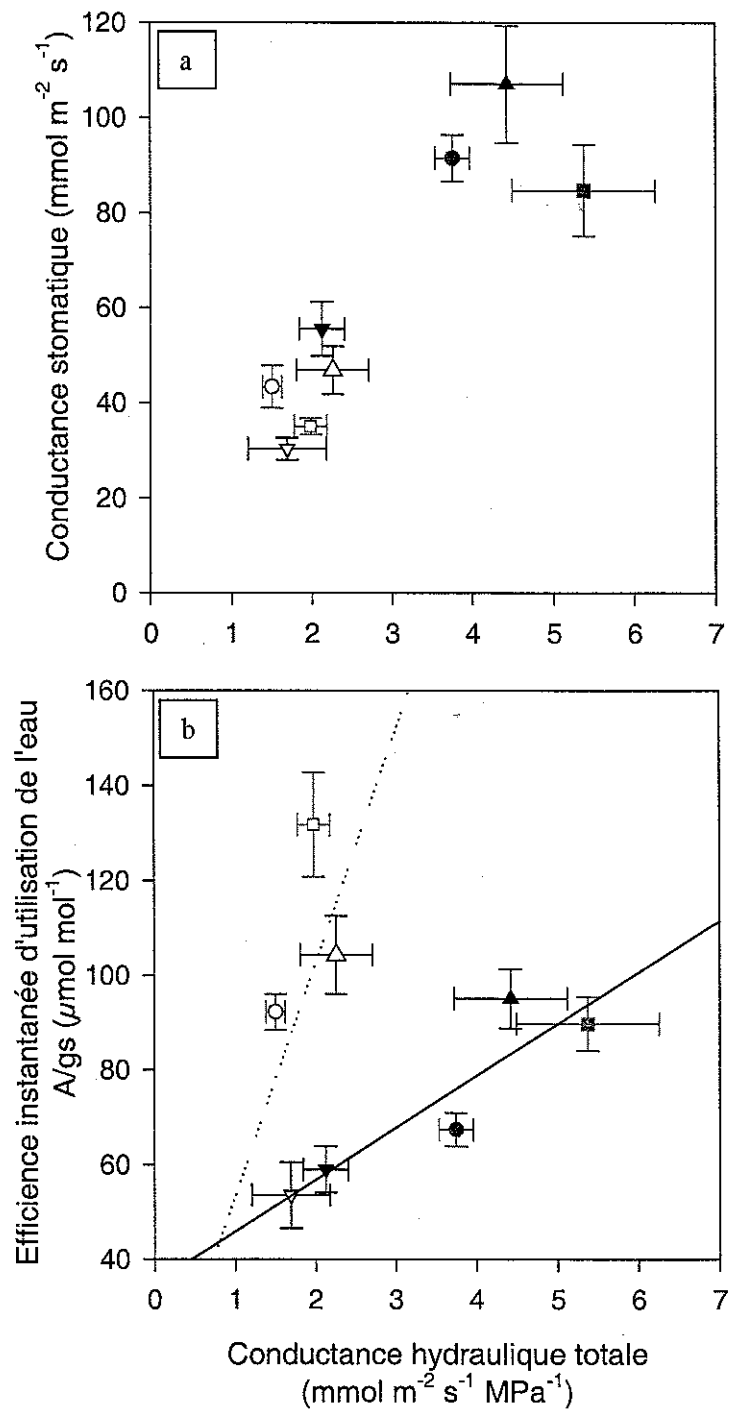 120
100
80
60
40
20
0
a
Conductance stomatique (mmol m⁻² s⁻¹)
0 1 2 3 4 5 6 7
160
140
120
100
80
60
40
b
Efficience instantanée d'utilisation de l'eau
A/gs (µmol mol⁻¹)
0 1 2 3 4 5 6 7
Conductance hydraulique totale
(mmol m⁻² s⁻¹ MPa⁻¹)